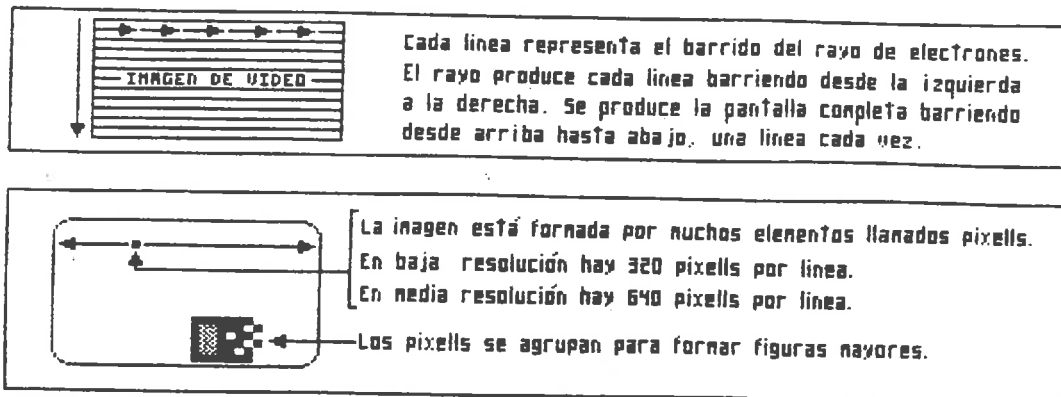 IMAGEN DE VIDEO
Cada linea representa el barrido del rayo de electrones.
El rayo produce cada linea barriendo desde la izquierda
a la derecha. Se produce la pantalla completa barriendo
desde arriba hasta abajo, una linea cada vez.
La imagen está formada por muchos elementos llamados pixells.
En baja resolución hay 320 pixells por linea.
En media resolución hay 640 pixells por linea.
Los pixells se agrupan para formar figuras mayores.